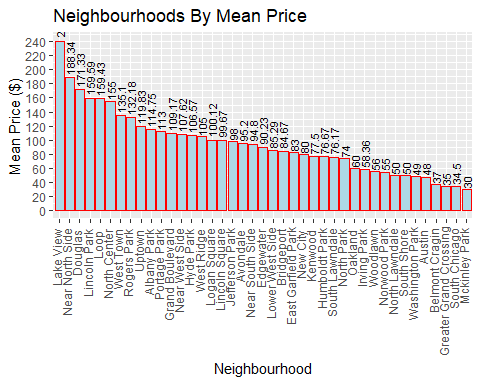 Neighbourhoods By Mean Price
Mean Price ($)
240
220
200
180
160
140
120
100
80
60
40
20
0
2
188.34
171.33
159.59
159.43
155
135.1
132.18
119.83
114.75
113
109.17
107.62
106.57
105
100.12
99.67
98
95.2
94.8
90.23
85.29
84.67
83
80
77.5
76.67
76.17
74
60
58.36
56
55
50
50
49
48
37
35
34.5
30
Lake View
Near North Side
Douglas
Lincoln Park
Loop
North Center
West Town
Rogers Park
Uptown
Albany Park
Portage Park
Grand Boulevard
Near West Side
Hyde Park
West Ridge
Logan Square
Lincoln Square
Jefferson Park
Avondale
Near South Side
Edgewater
Lower West Side
Bridgeport
East Garfield Park
New City
Kenwood
Humboldt Park
South Lawndale
North Park
Oakland
Irving Park
Woodlawn
Norwood Park
North Lawndale
South Shore
Washington Park
Austin
Belmont Cragin
Greater Grand Crossing
South Chicago
Mckinley Park
Neighbourhood